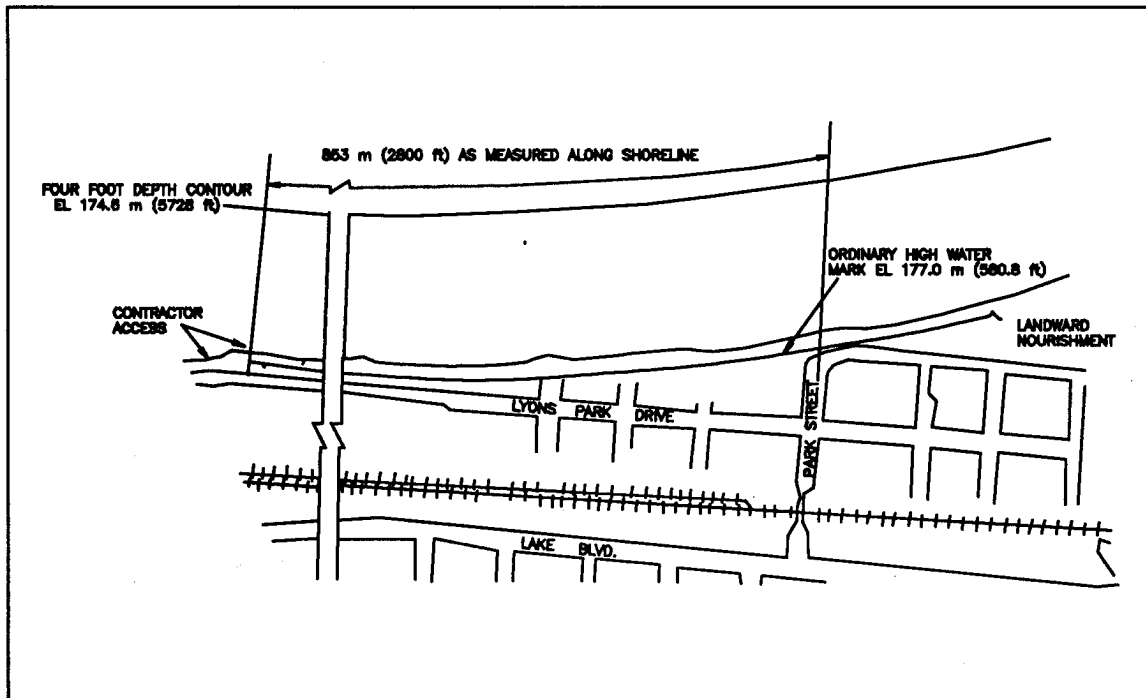 853 m (2800 ft) AS MEASURED ALONG SHORELINE
FOUR FOOT DEPTH CONTOUR
EL 174.6 m (5728 ft)
ORDINARY HIGH WATER
MARK EL 177.0 m (580.8 ft)
CONTRACTOR
ACCESS
LANDWARD
NOURISHMENT
LYONS PARK DRIVE
PARK STREET
LAKE BLVD.